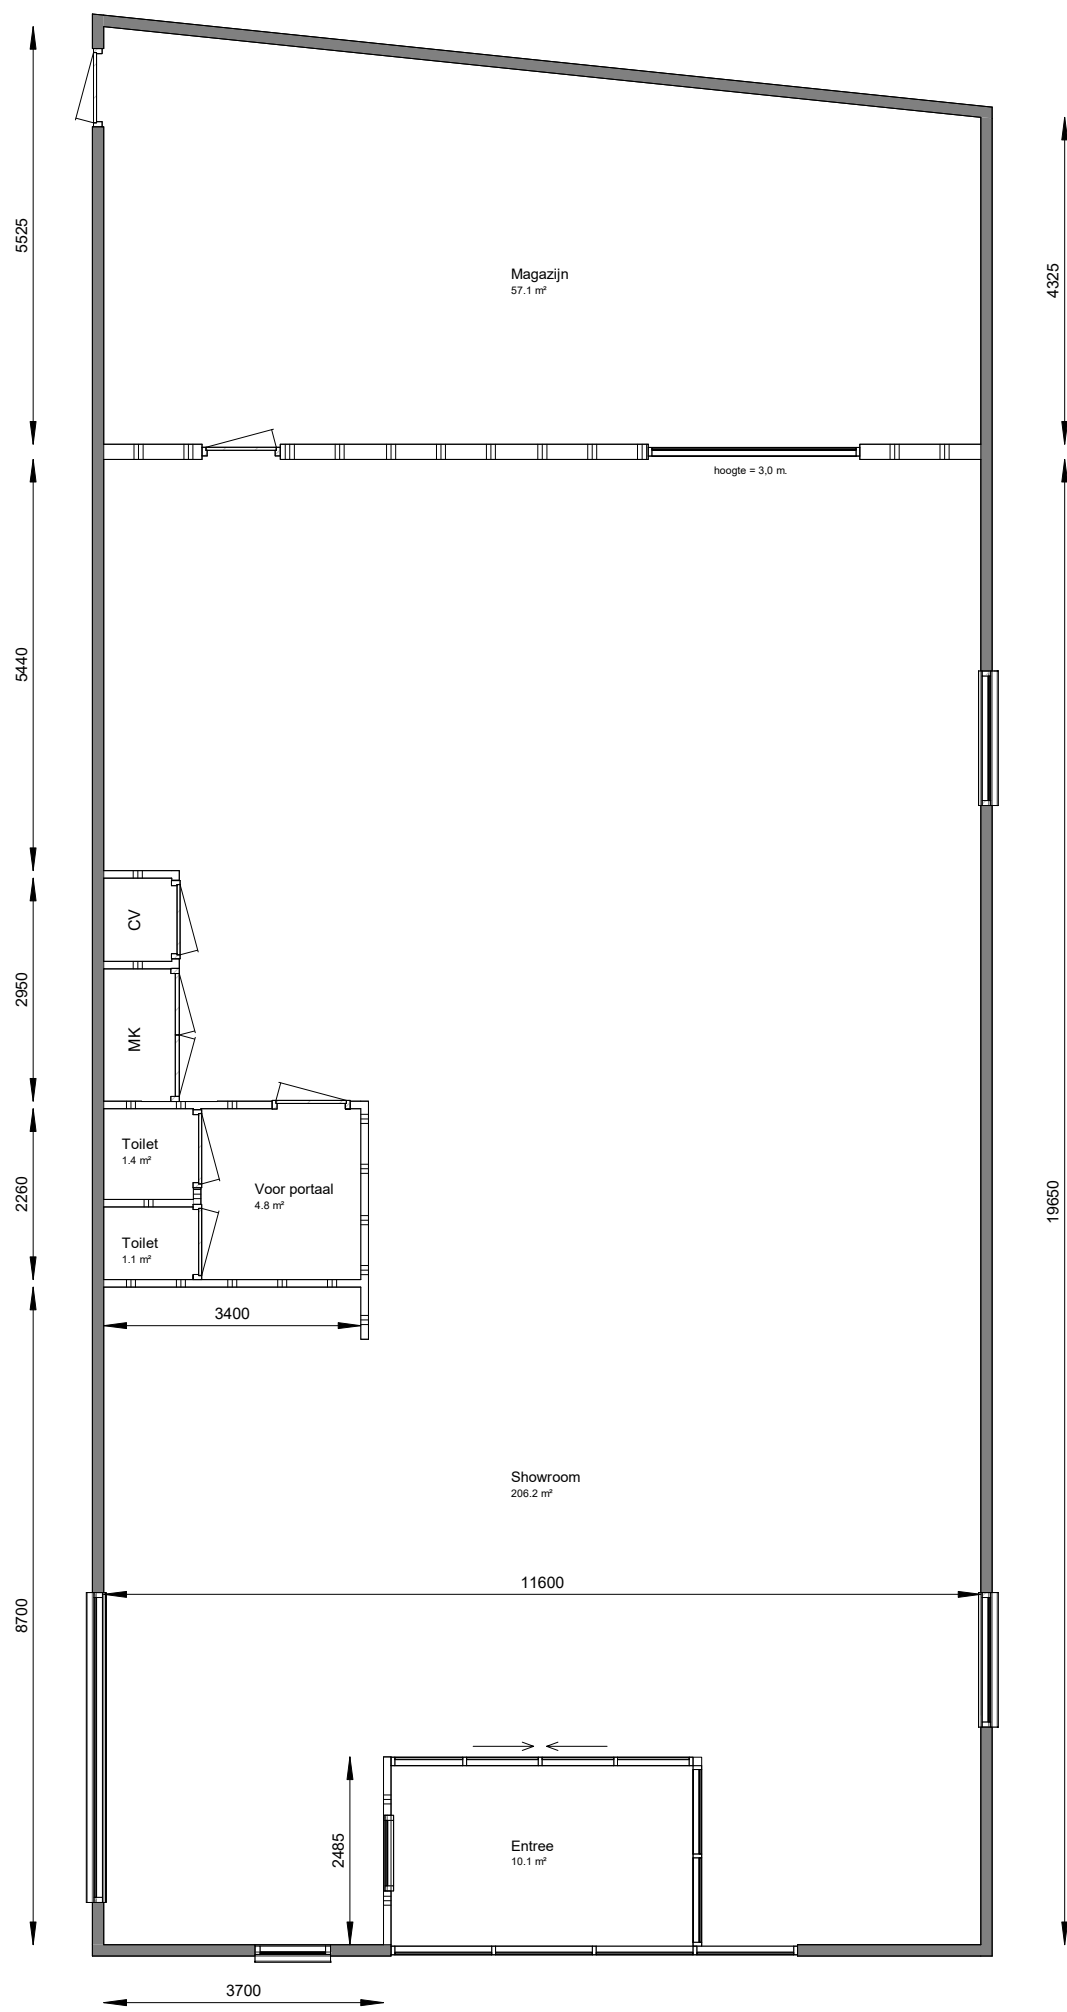 5525
Magazijn
57.1 m²
4325
hoogte = 3,0 m.
5440
CV
2950
MK
Toilet
1.4 m²
Voor portaal
4.8 m²
2260
Toilet
1.1 m²
19650
3400
Showroom
206.2 m²
11600
8700
2485
Entree
10.1 m²
3700